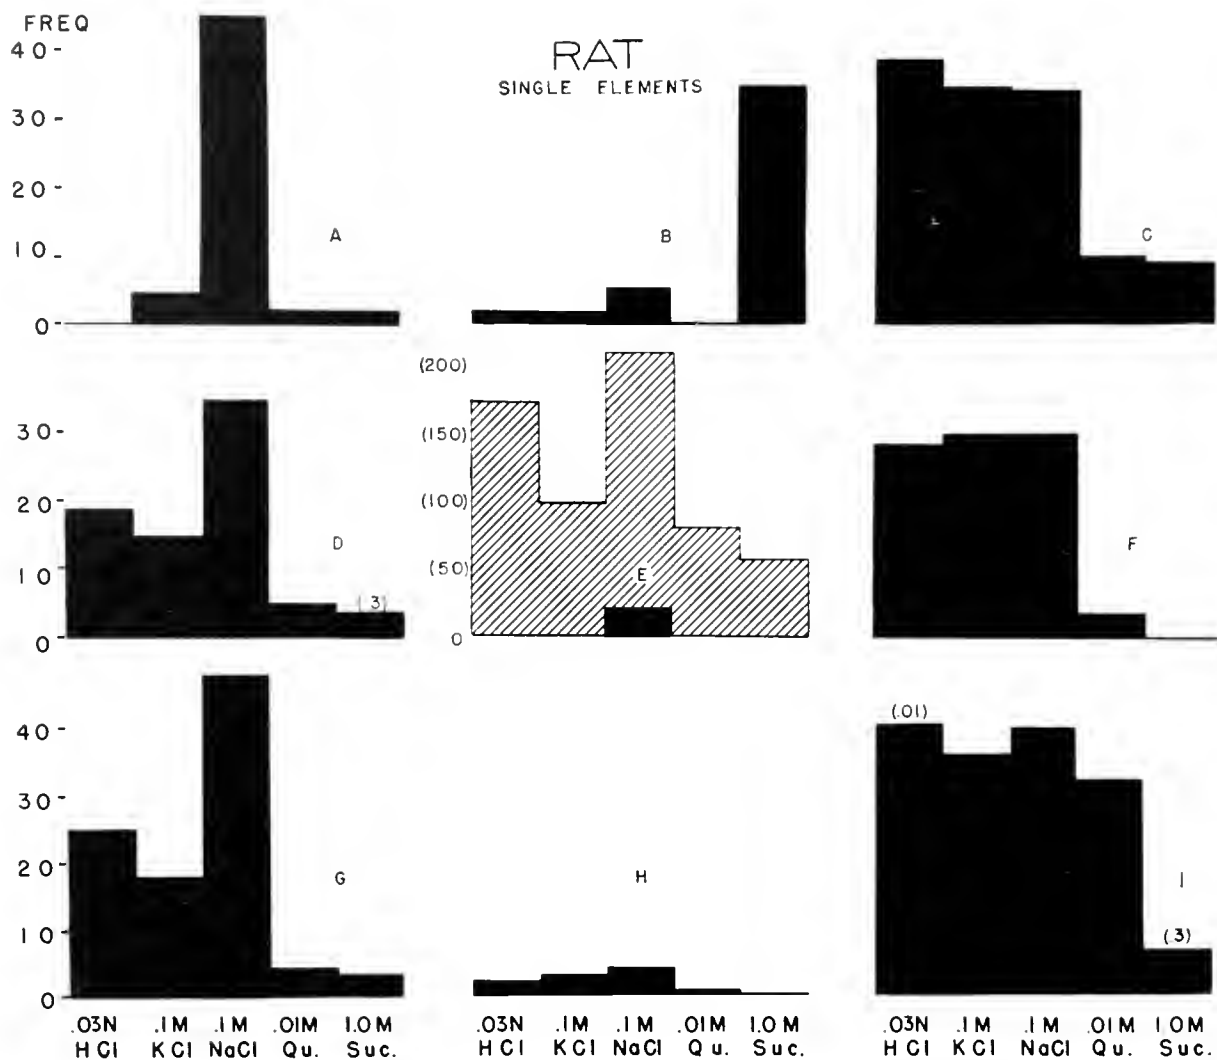 FREQ
RAT
SINGLE ELEMENTS
40
30
20
10
0
A
B
C
(200)
(150)
(100)
(50)
0
30
20
10
0
D
(.3)
E
F
40
30
20
10
0
G
H
(.01)
I
(.3)
.03N .1M .1M .01M 1.0M
HCl KCl NaCl Qu. Suc.
.03N .1M .1M .01M 1.0M
HCl KCl NaCl Qu. Suc.
.03N .1M .1M .01M 1.0M
HCl KCl NaCl Qu. Suc.